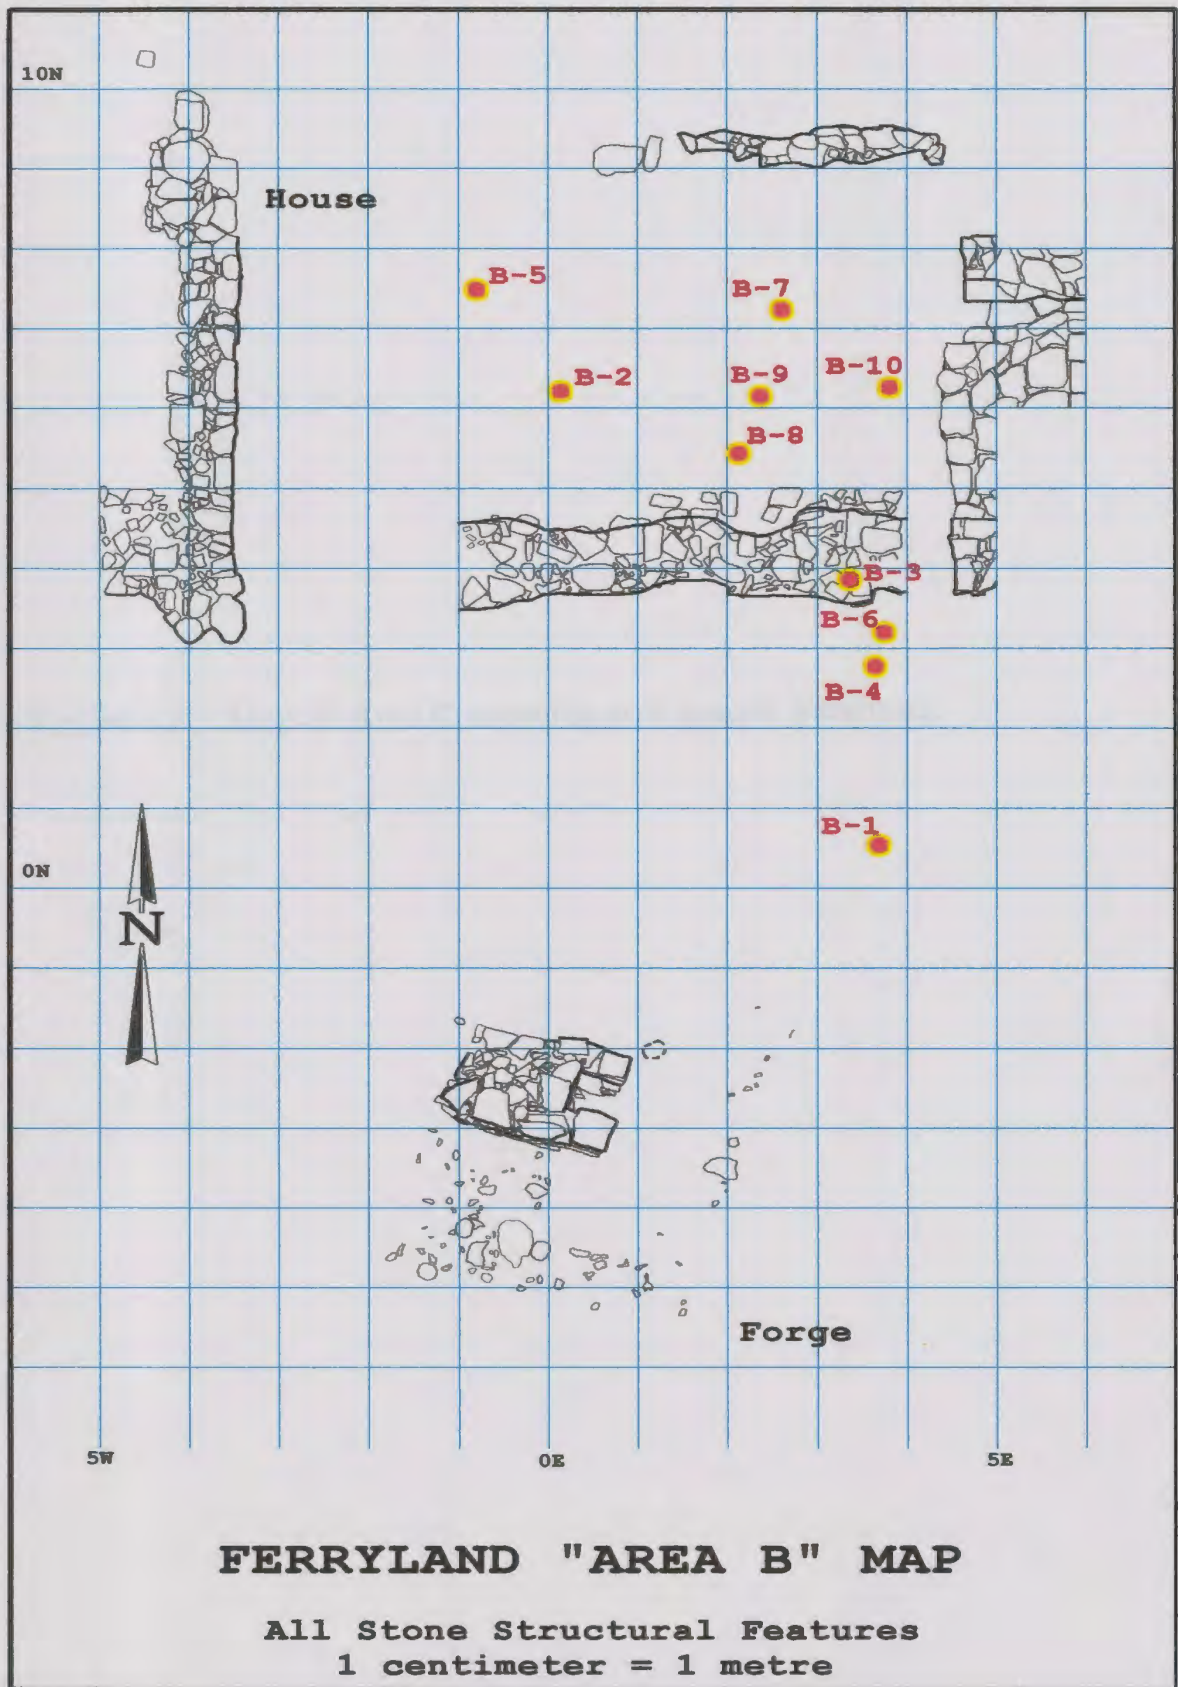 10N
House
B-5
B-7
B-2
B-9
B-10
B-8
B-3
B-6
B-4
B-1
0N
N
Forge
5W
0E
5E
FERRYLAND "AREA B" MAP
All Stone Structural Features
1 centimeter = 1 metre